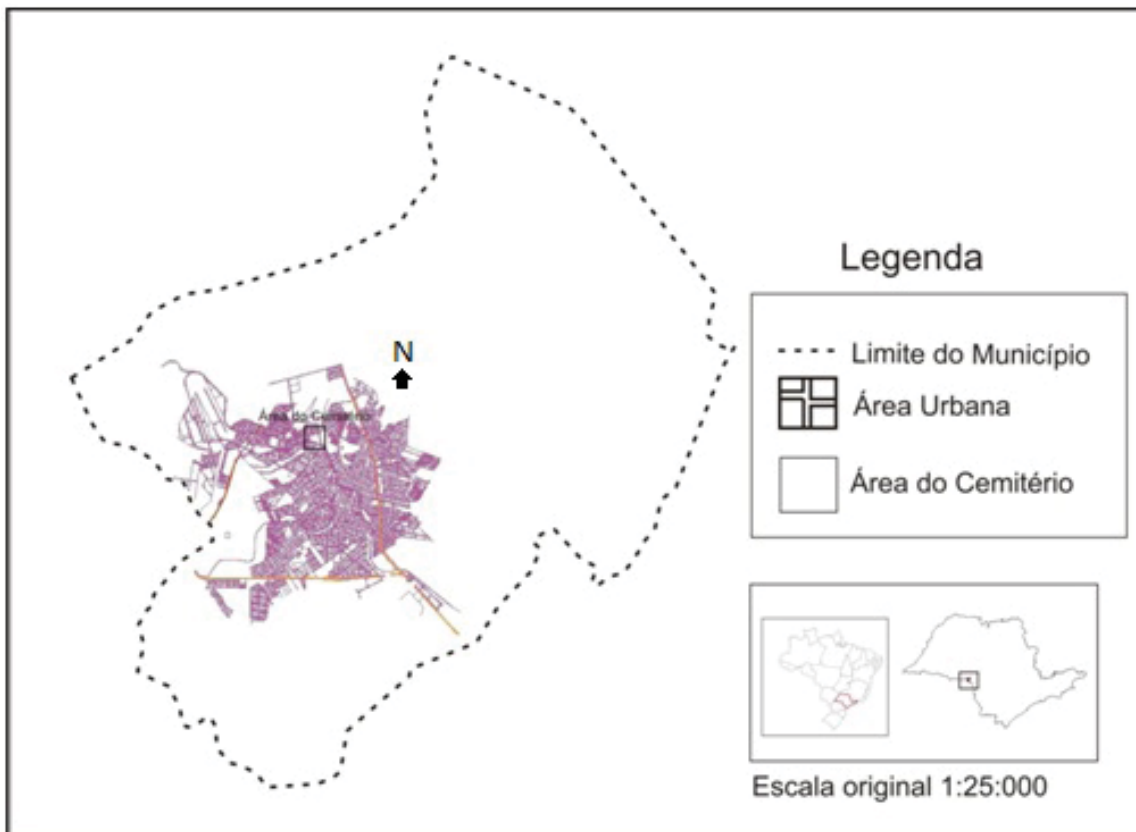 N
Área do Cemitério
Legenda
Limite do Município
Área Urbana
Área do Cemitério
Escala original 1:25:000